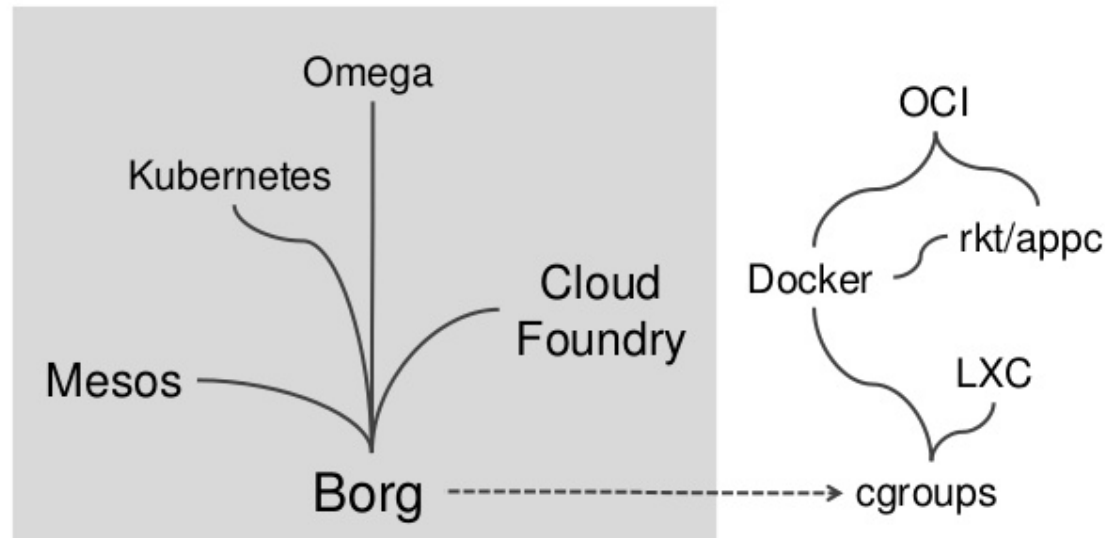 Omega
OCI
Kubernetes
rkt/appc
Docker
Cloud
Foundry
Mesos
LXC
Borg
cgroups